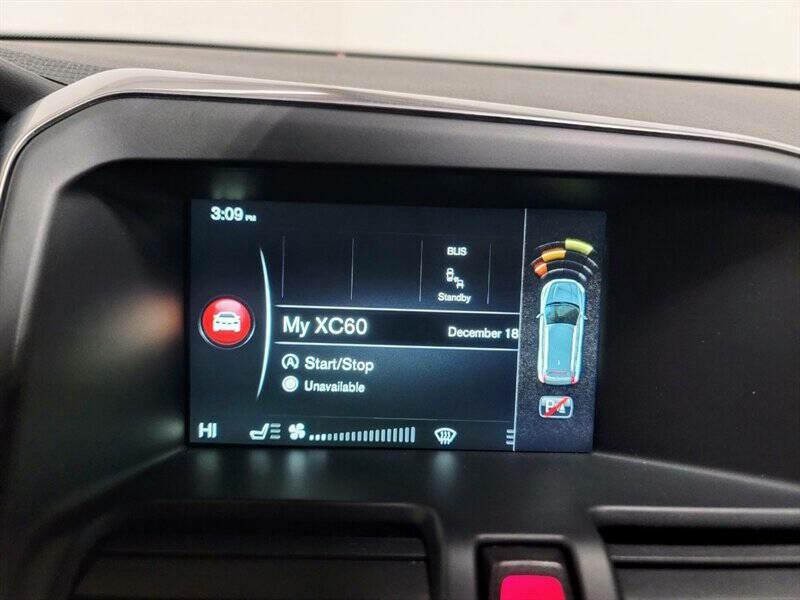 3:09 PM
BLIS
Standby
My XC60
December 18
Start/Stop
Unavailable
HI